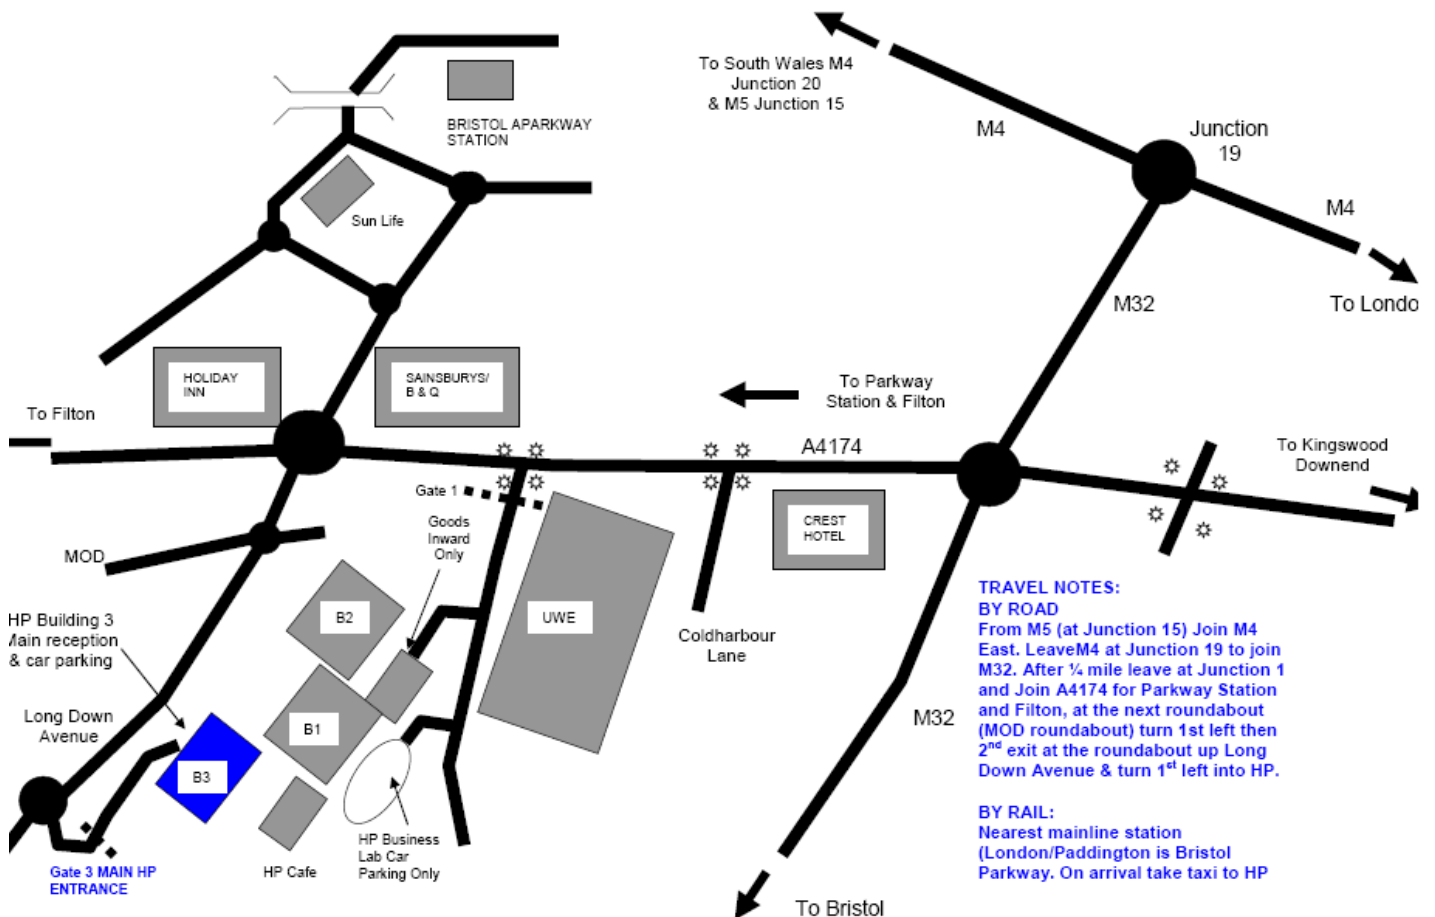 To South Wales M4
Junction 20
& M5 Junction 15
M4
Junction
19
M4
To Londo
M32
BRISTOL APARKWAY
STATION
Sun Life
HOLIDAY
INN
SAINSBURYS/
B & Q
To Filton
To Parkway
Station & Filton
A4174
To Kingswood
Downend
Gate 1
Goods
Inward
Only
CREST
HOTEL
MOD
HP Building 3
Main reception
& car parking
B2
UWE
Coldharbour
Lane
Long Down
Avenue
B1
B3
M32
HP Cafe
HP Business
Lab Car
Parking Only
Gate 3 MAIN HP
ENTRANCE
To Bristol
TRAVEL NOTES:
BY ROAD
From M5 (at Junction 15) Join M4
East. LeaveM4 at Junction 19 to join
M32. After ¼ mile leave at Junction 1
and Join A4174 for Parkway Station
and Filton, at the next roundabout
(MOD roundabout) turn 1st left then
2nd exit at the roundabout up Long
Down Avenue & turn 1st left into HP.
BY RAIL:
Nearest mainline station
(London/Paddington is Bristol
Parkway. On arrival take taxi to HP